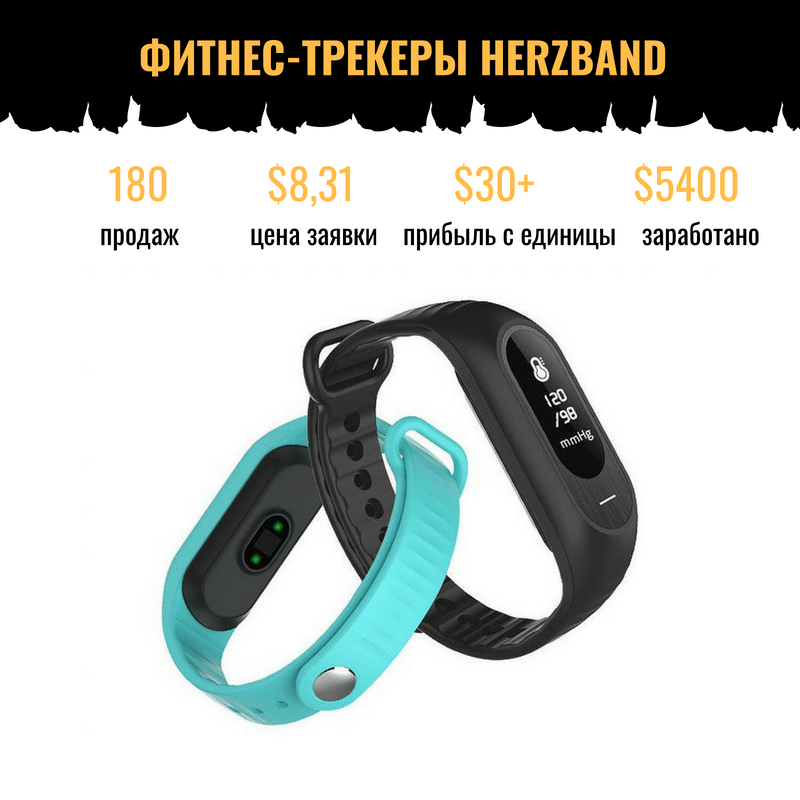 ФИТНЕС-ТРЕКЕРЫ HERZBAND
180 $8,31 $30+ $5400
продаж цена заявки прибыль с единицы заработано
120
/98
mmHg